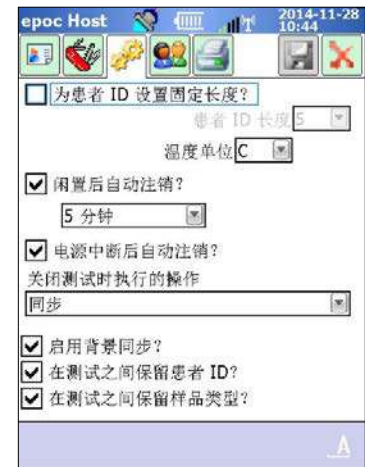 epoc Host 2014-11-28
10:44
为患者 ID 设置固定长度?
患者 ID 长度 5
温度单位 C
闲置后自动注销?
5 分钟
电源中断后自动注销?
关闭测试时执行的操作
同步
启用背景同步?
在测试之间保留患者 ID?
在测试之间保留样品类型?
A